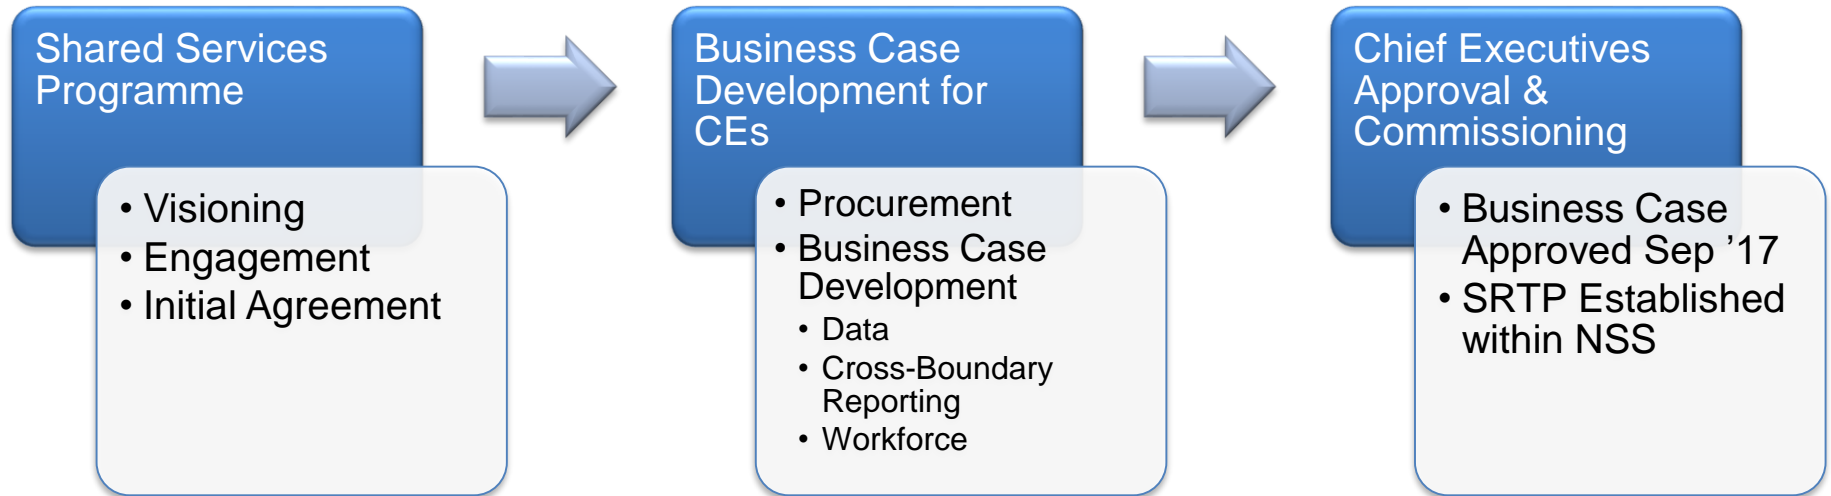 Shared Services
Programme
• Visioning
• Engagement
• Initial Agreement
Business Case
Development for
CEs
• Procurement
• Business Case
Development
• Data
• Cross-Boundary
Reporting
• Workforce
Chief Executives
Approval &
Commissioning
• Business Case
Approved Sep ’17
• SRTP Established
within NSS